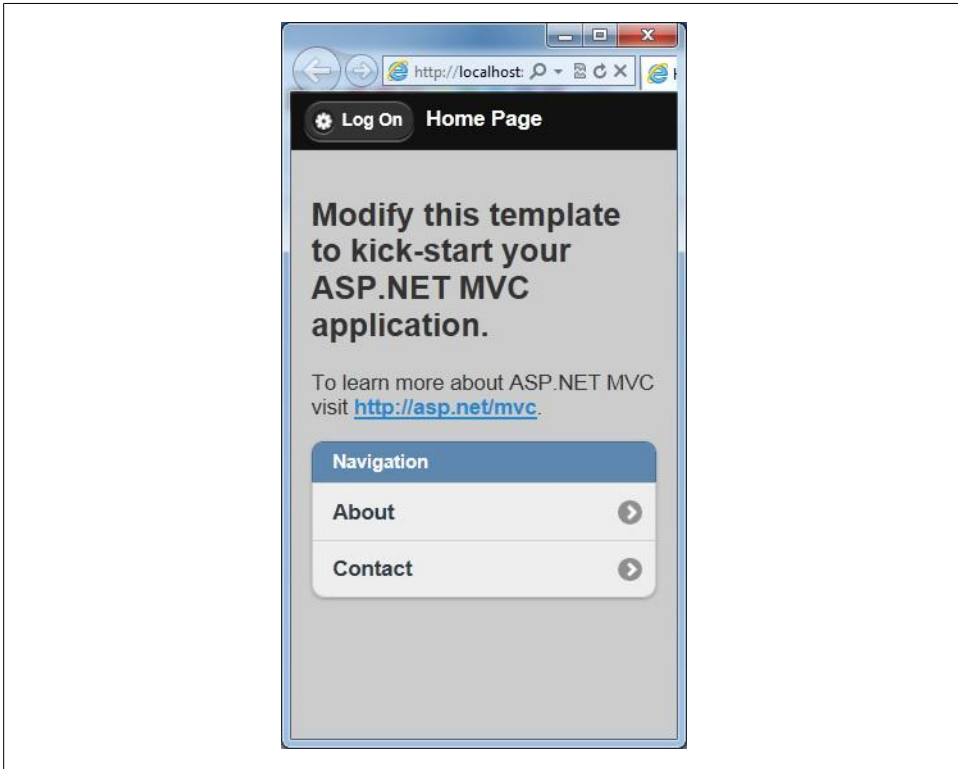 http://localhost:
Log On Home Page
Modify this template
to kick-start your
ASP.NET MVC
application.
To learn more about ASP.NET MVC
visit http://asp.net/mvc.
Navigation
About
Contact